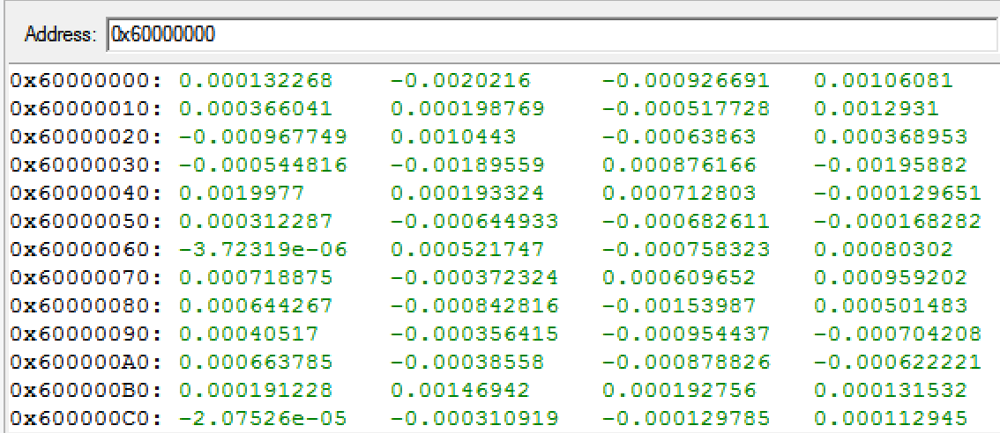 Address: 0x60000000
0x60000000: 0.000132268 -0.0020216 -0.000926691 0.00106081
0x60000010: 0.000366041 0.000198769 -0.000517728 0.0012931
0x60000020: -0.000967749 0.0010443 -0.00063863 0.000368953
0x60000030: -0.000544816 -0.00189559 0.000876166 -0.00195882
0x60000040: 0.0019977 0.000193324 0.000712803 -0.000129651
0x60000050: 0.000312287 -0.000644933 -0.000682611 -0.000168282
0x60000060: -3.72319e-06 0.000521747 -0.000758323 0.00080302
0x60000070: 0.000718875 -0.000372324 0.000609652 0.000959202
0x60000080: 0.000644267 -0.000842816 -0.00153987 0.000501483
0x60000090: 0.00040517 -0.000356415 -0.000954437 -0.000704208
0x600000A0: 0.000663785 -0.00038558 -0.000878826 -0.000622221
0x600000B0: 0.000191228 0.00146942 0.000192756 0.000131532
0x600000C0: -2.07526e-05 -0.000310919 -0.000129785 0.000112945